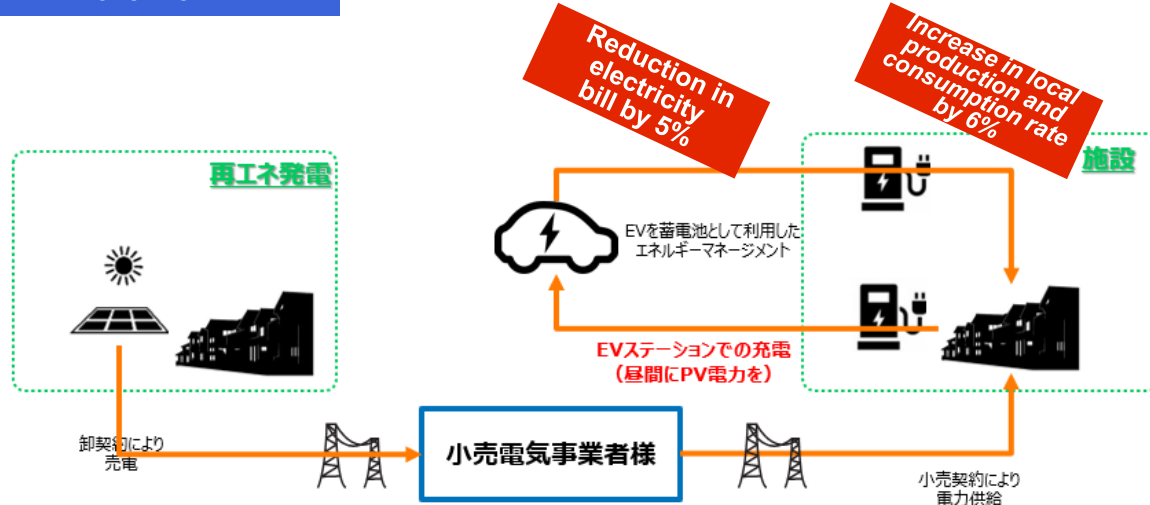 Reduction in
electricity
bill by 5%
Increase in local
production and
consumption rate
by 6%
再エネ発電
施設
EVを蓄電池として利用した
エネルギーマネージメント
EVステーションでの充電
（昼間にPV電力を）
卸契約により
売電
小売電気事業者様
小売契約により
電力供給